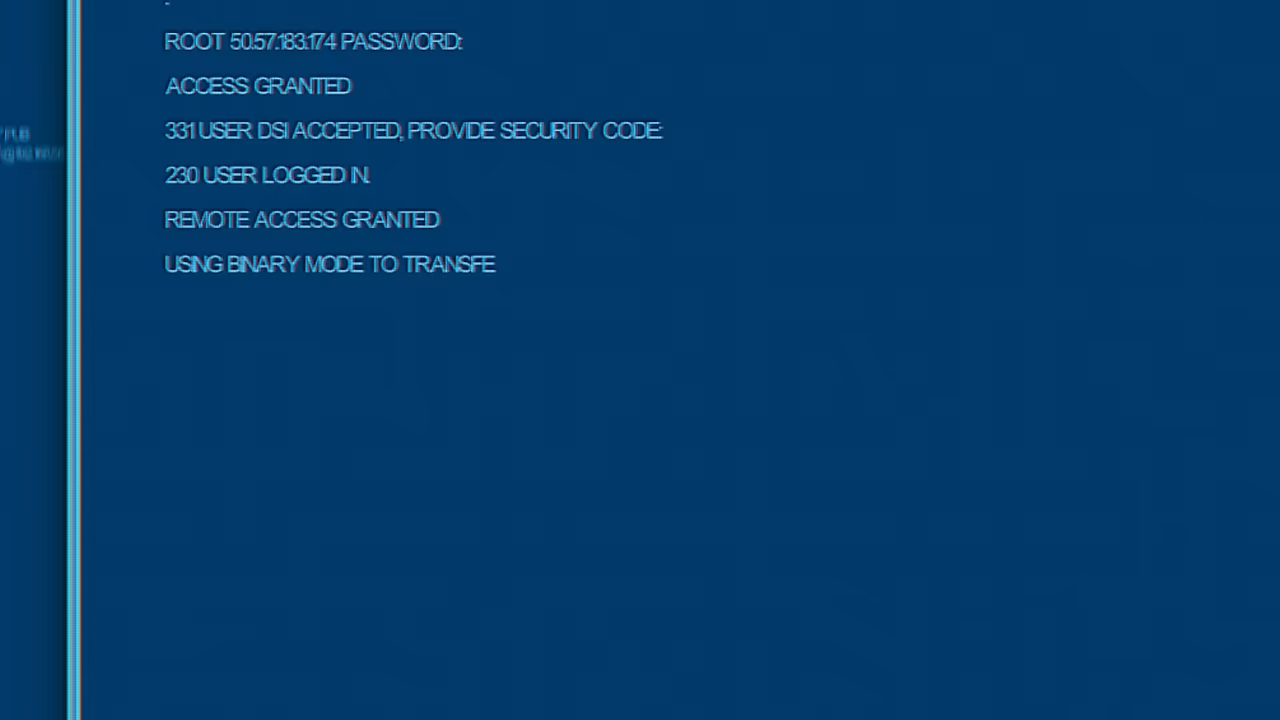 ROOT 50.57.183.174 PASSWORD:
ACCESS GRANTED
331 USER DSI ACCEPTED, PROVIDE SECURITY CODE:
230 USER LOGGED IN.
REMOTE ACCESS GRANTED
USING BINARY MODE TO TRANSFE